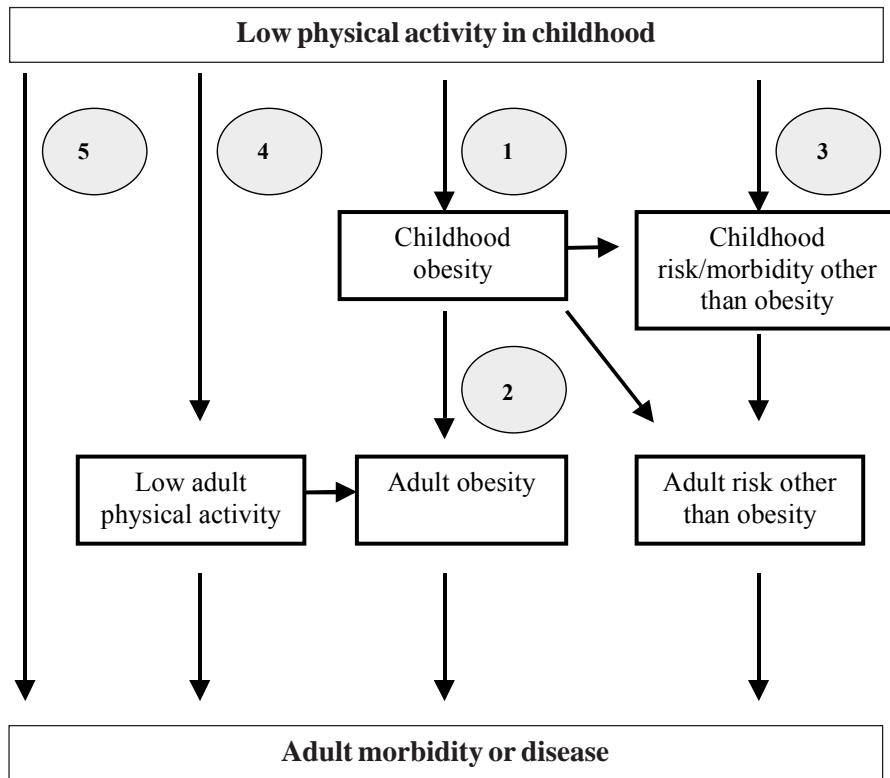 Low physical activity in childhood
5
4
1
3
Childhood
obesity
Childhood
risk/morbidity other
than obesity
2
Low adult
physical activity
Adult obesity
Adult risk other
than obesity
Adult morbidity or disease